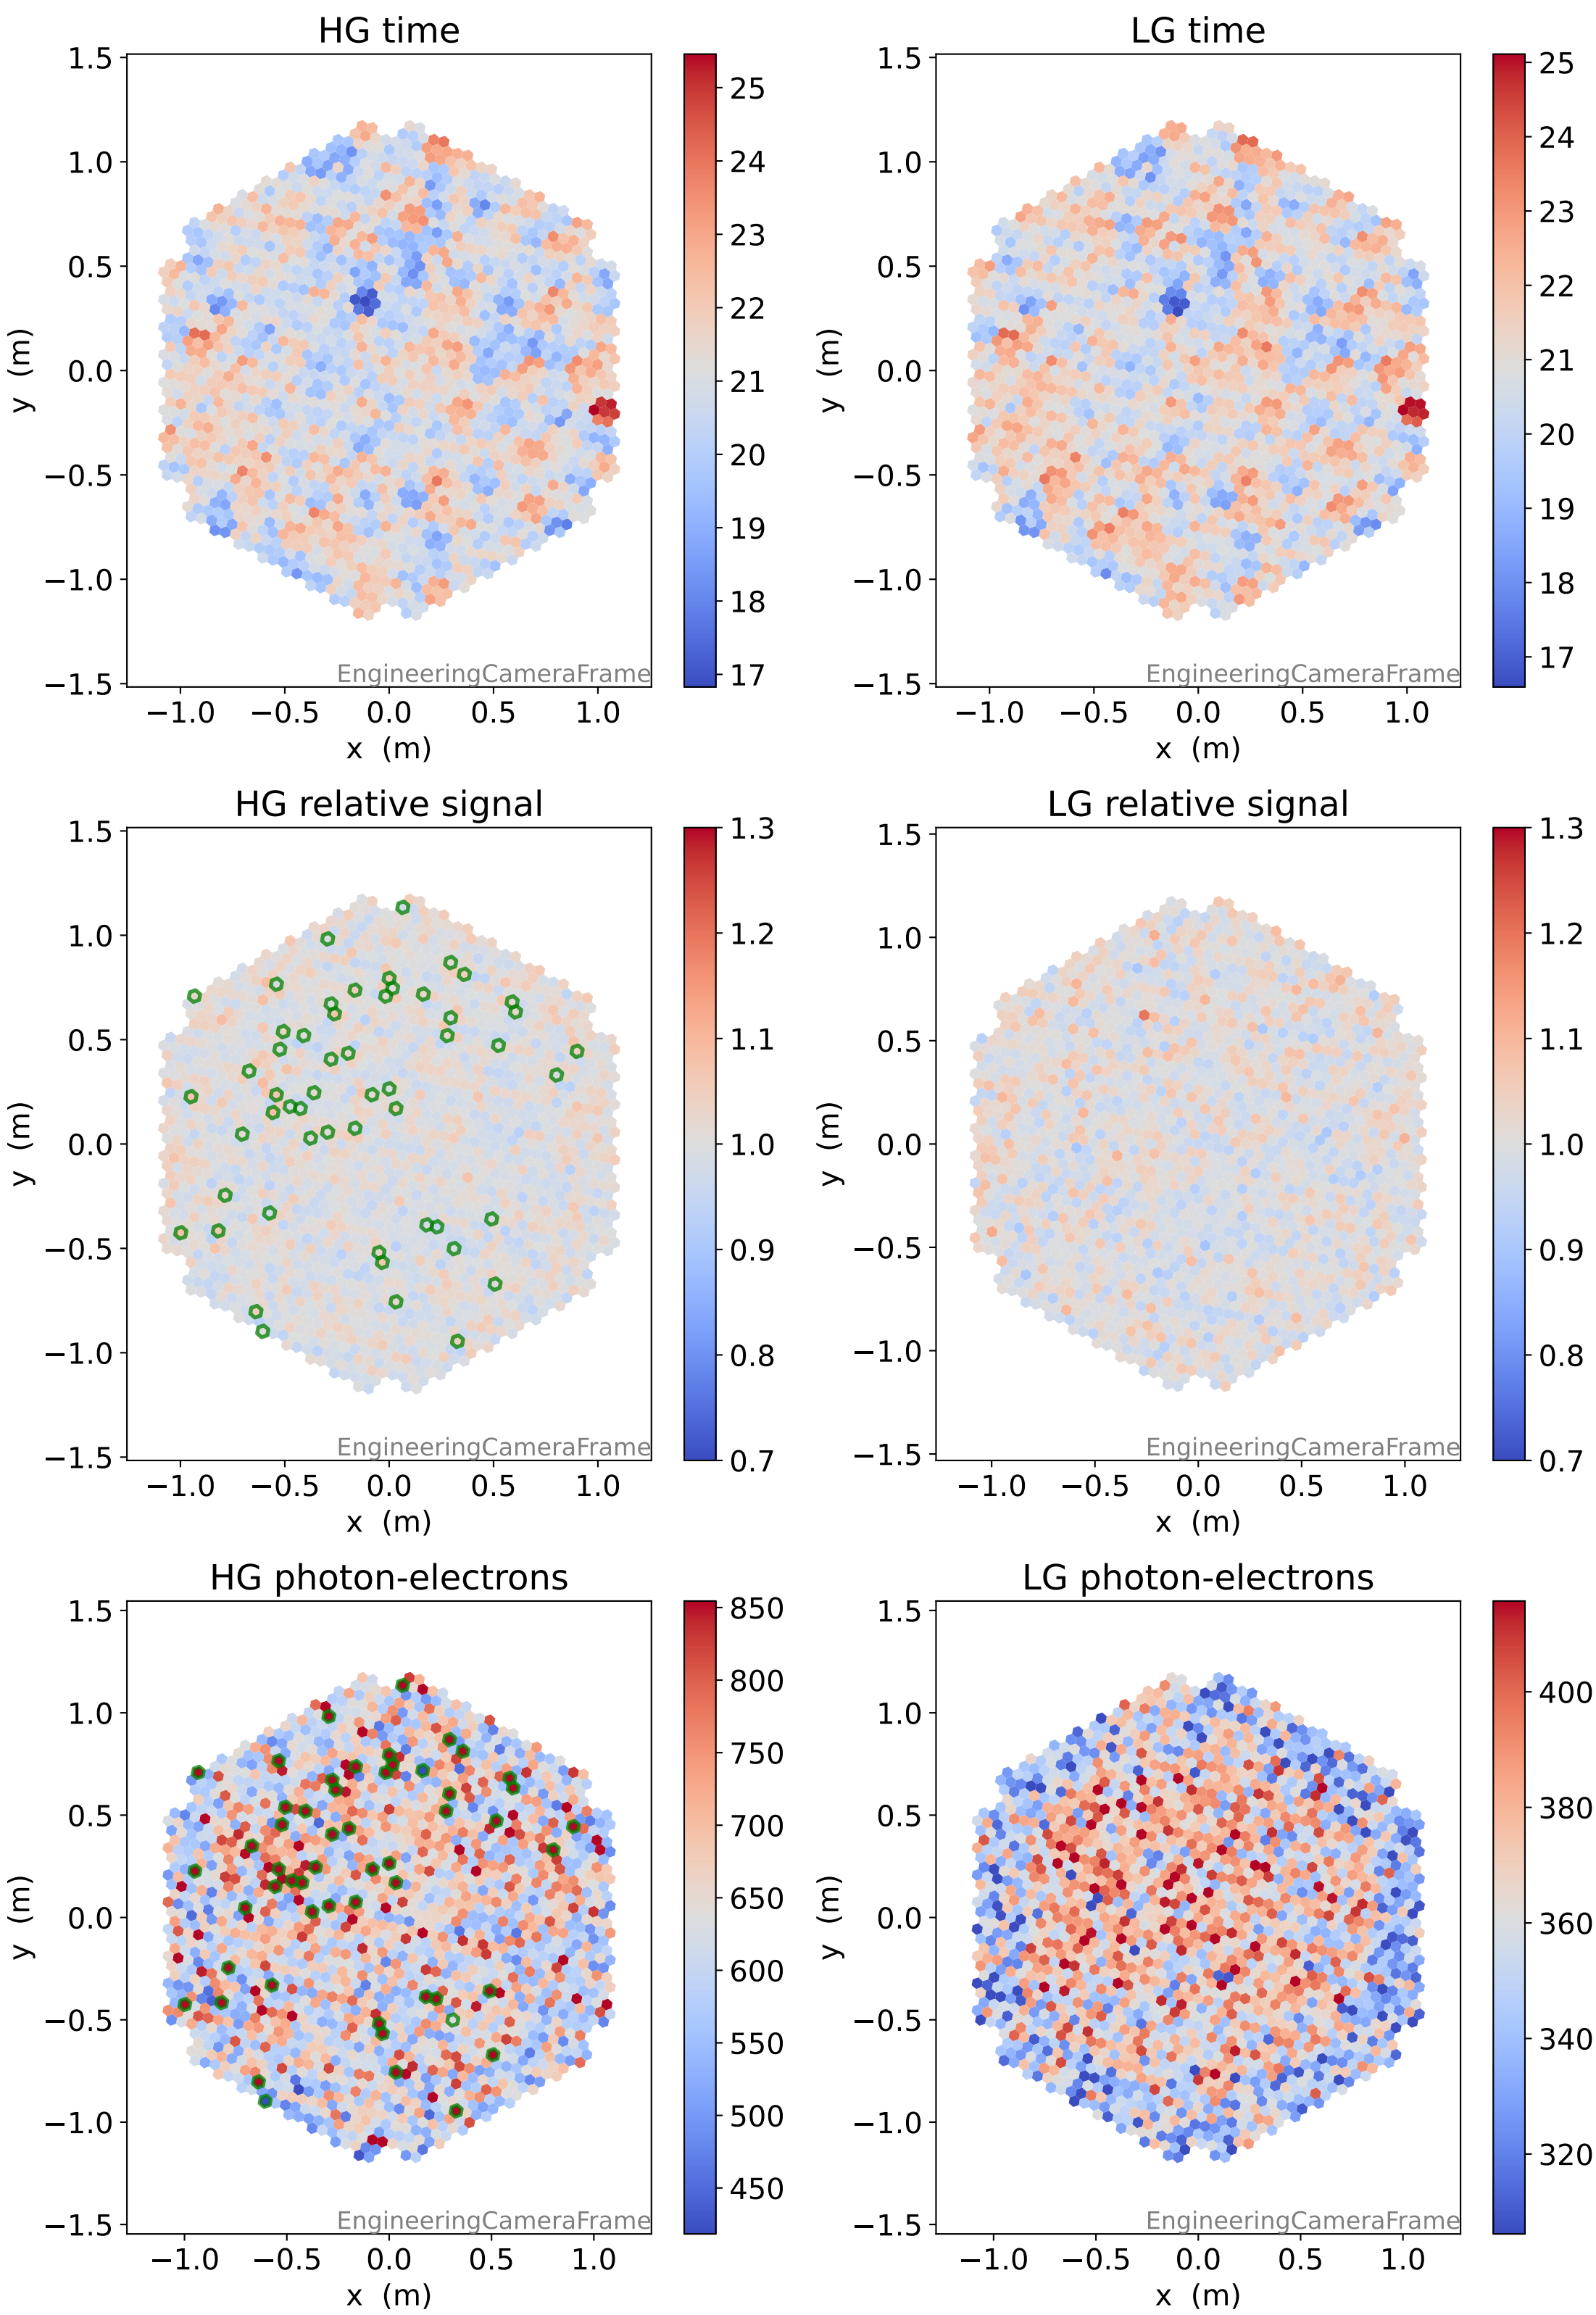 HG time
LG time
1.5
1.0
0.5
0.0
−0.5
−1.0
−1.5
y (m)
−1.0 −0.5 0.0 0.5 1.0
x (m)
EngineeringCameraFrame
25
24
23
22
21
20
19
18
17
1.5
1.0
0.5
0.0
−0.5
−1.0
−1.5
y (m)
−1.0 −0.5 0.0 0.5 1.0
x (m)
EngineeringCameraFrame
25
24
23
22
21
20
19
18
17
HG relative signal
LG relative signal
1.5
1.0
0.5
0.0
−0.5
−1.0
−1.5
y (m)
−1.0 −0.5 0.0 0.5 1.0
x (m)
EngineeringCameraFrame
1.3
1.2
1.1
1.0
0.9
0.8
0.7
1.5
1.0
0.5
0.0
−0.5
−1.0
−1.5
y (m)
−1.0 −0.5 0.0 0.5 1.0
x (m)
EngineeringCameraFrame
1.3
1.2
1.1
1.0
0.9
0.8
0.7
HG photon-electrons
LG photon-electrons
1.5
1.0
0.5
0.0
−0.5
−1.0
−1.5
y (m)
−1.0 −0.5 0.0 0.5 1.0
x (m)
EngineeringCameraFrame
850
800
750
700
650
600
550
500
450
1.5
1.0
0.5
0.0
−0.5
−1.0
−1.5
y (m)
−1.0 −0.5 0.0 0.5 1.0
x (m)
EngineeringCameraFrame
400
380
360
340
320